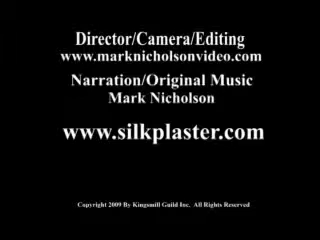 Director/Camera/Editing
www.marknicholsonvideo.com
Narration/Original Music
Mark Nicholson
www.silkplaster.com
Copyright 2009 By Kingsmill Guild Inc. All Rights Reserved